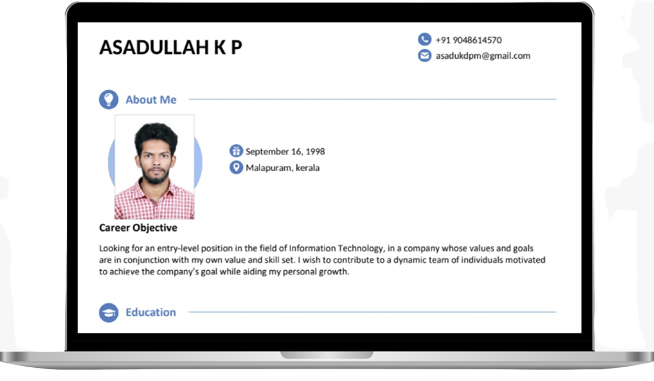 ASADULLAH K P
+91 9048614570
asadukdpm@gmail.com
About Me
September 16, 1998
Malapuram, kerala
Career Objective
Looking for an entry-level position in the field of Information Technology, in a company whose values and goals
are in conjunction with my own value and skill set. I wish to contribute to a dynamic team of individuals motivated
to achieve the company's goal while aiding my personal growth.
Education